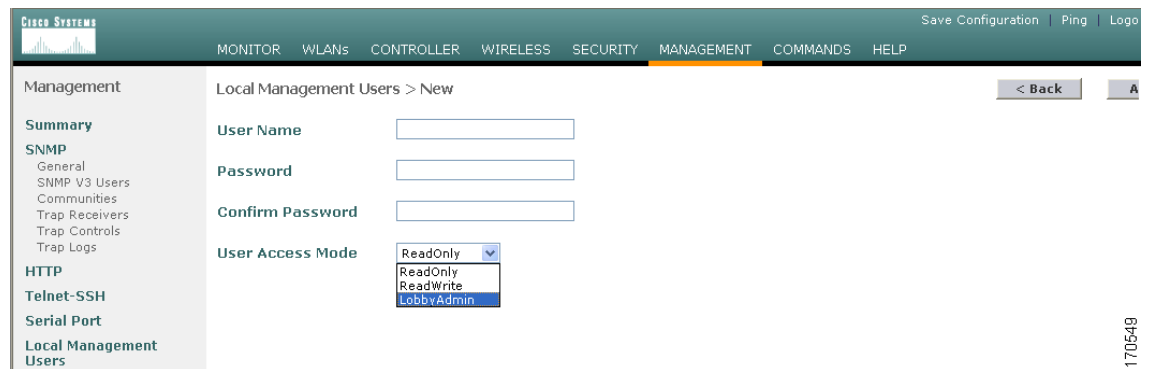 CISCO SYSTEMS
Save Configuration | Ping | Logo
MONITOR WLANs CONTROLLER WIRELESS SECURITY MANAGEMENT COMMANDS HELP
Management
Local Management Users > New
< Back
A
Summary
SNMP
General
SNMP V3 Users
Communities
Trap Receivers
Trap Controls
Trap Logs
HTTP
Telnet-SSH
Serial Port
Local Management
Users
User Name
Password
Confirm Password
User Access Mode
ReadOnly
ReadOnly
ReadWrite
LobbyAdmin
170549